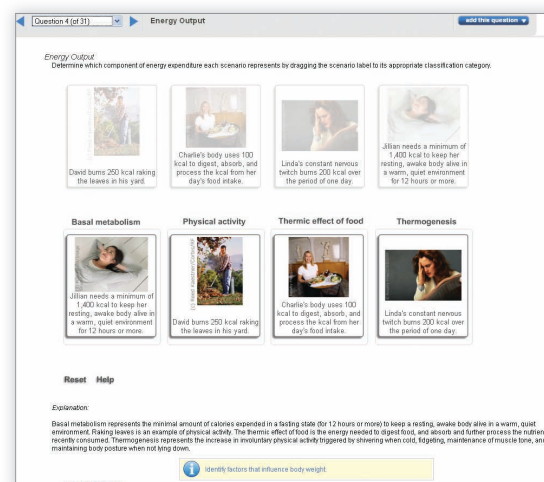 Question 4 (of 31)
Energy Output
add this question
Energy Output
Determine which component of energy expenditure each scenario represents by dragging the scenario label to its appropriate classification category.
David burns 250 kcal raking
the leaves in his yard.
Charlie's body uses 100
kcal to digest, absorb, and
process the kcal from her
day's food intake.
Linda's constant nervous
twitch burns 200 kcal over
the period of one day.
Jillian needs a minimum of
1,400 kcal to keep her
resting, awake body alive in
a warm, quiet environment
for 12 hours or more.
Basal metabolism
Physical activity
Thermic effect of food
Thermogenesis
Jillian needs a minimum of
1,400 kcal to keep her
resting, awake body alive in
a warm, quiet environment
for 12 hours or more.
David burns 250 kcal raking
the leaves in his yard.
Charlie's body uses 100
kcal to digest, absorb, and
process the kcal from her
day's food intake.
Linda's constant nervous
twitch burns 200 kcal over
the period of one day.
Reset Help
Explanation:
Basal metabolism represents the minimal amount of calories expended in a fasting state (for 12 hours or more) to keep a resting, awake body alive in a warm, quiet
environment. Raking leaves is an example of physical activity. The thermic effect of food is the energy needed to digest food, and absorb and further process the nutrien
recently consumed. Thermogenesis represents the increase in involuntary physical activity triggered by shivering when cold, fidgeting, maintenance of muscle tone, and
maintaining body posture when not lying down.
Identify factors that influence body weight.